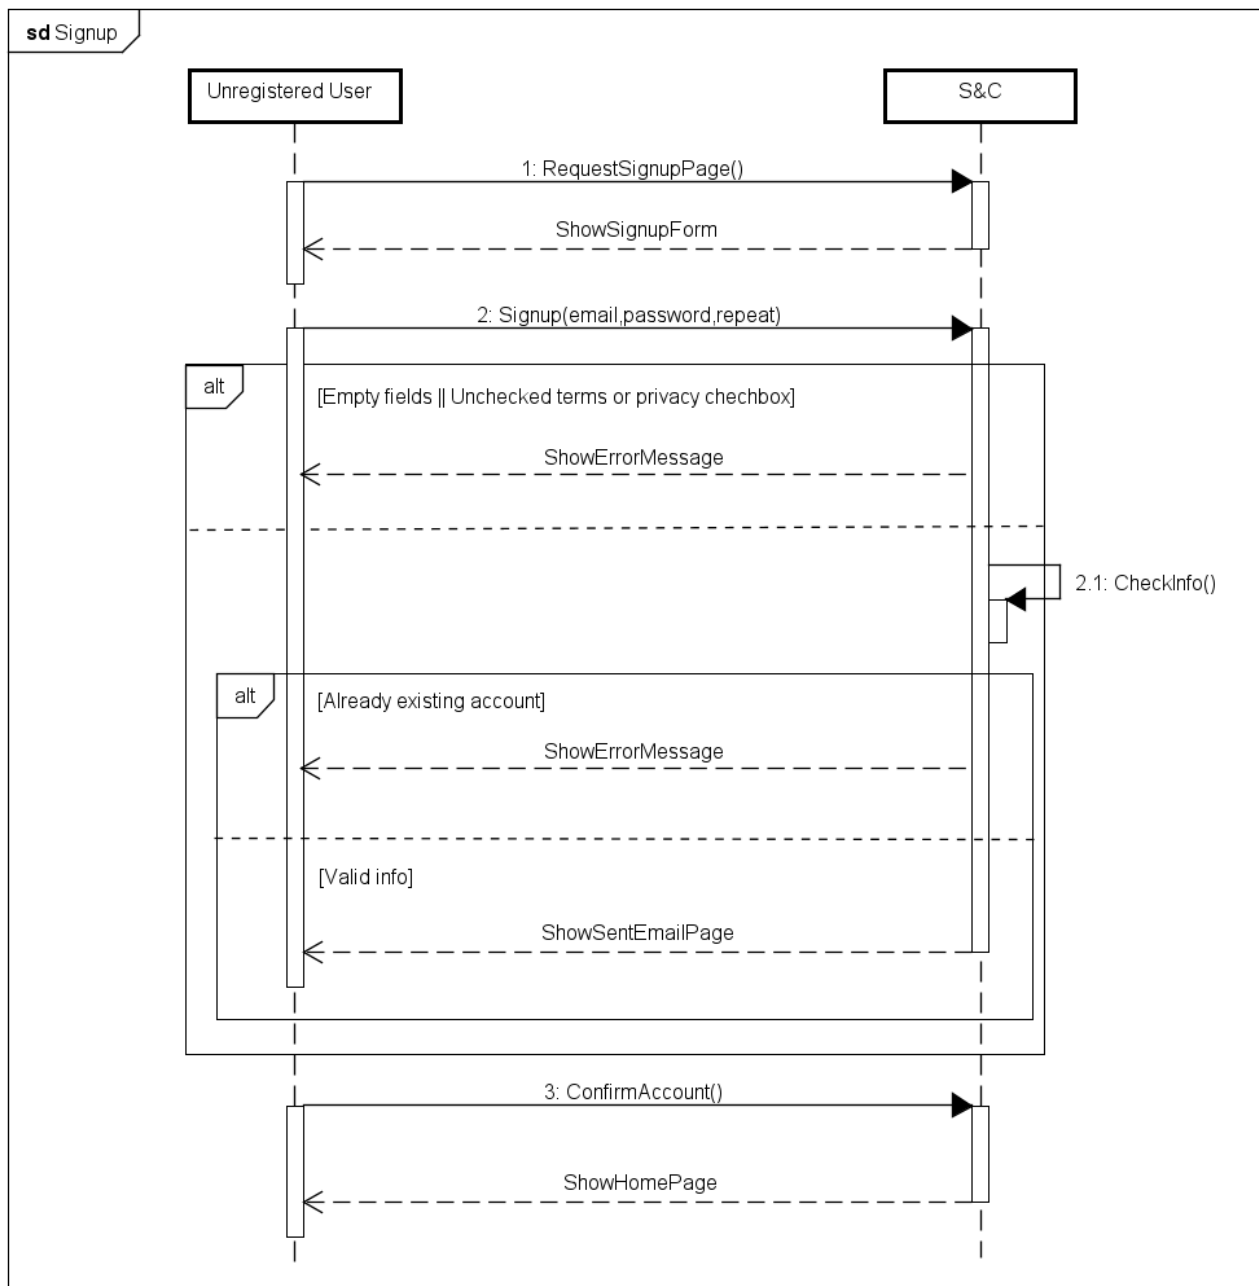 sd Signup
Unregistered User
S&C
1: RequestSignupPage()
ShowSignupForm
2: Signup(email,password,repeat)
alt
[Empty fields || Unchecked terms or privacy chechbox]
ShowErrorMessage
2.1: CheckInfo()
alt
[Already existing account]
ShowErrorMessage
[Valid info]
ShowSentEmailPage
3: ConfirmAccount()
ShowHomePage